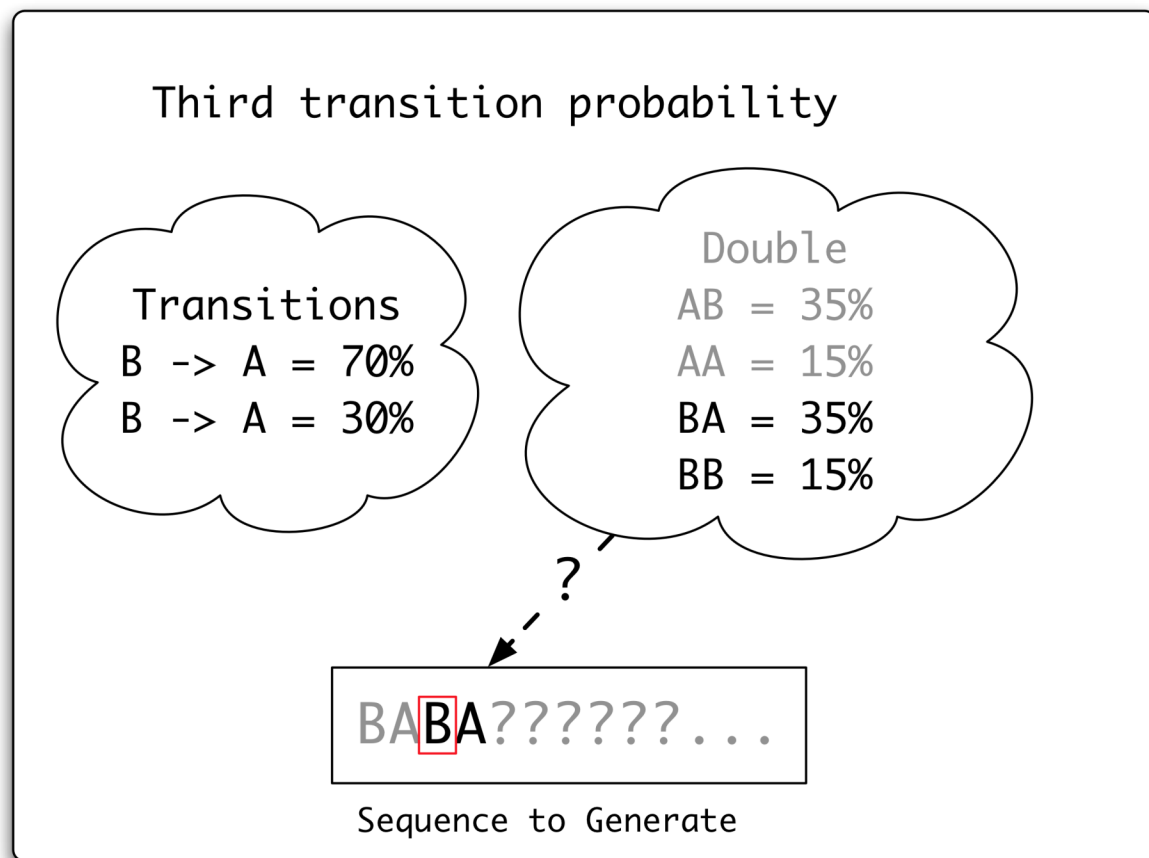 Third transition probability
Transitions
B -> A = 70%
B -> A = 30%
Double
AB = 35%
AA = 15%
BA = 35%
BB = 15%
?
BABA??????...
Sequence to Generate